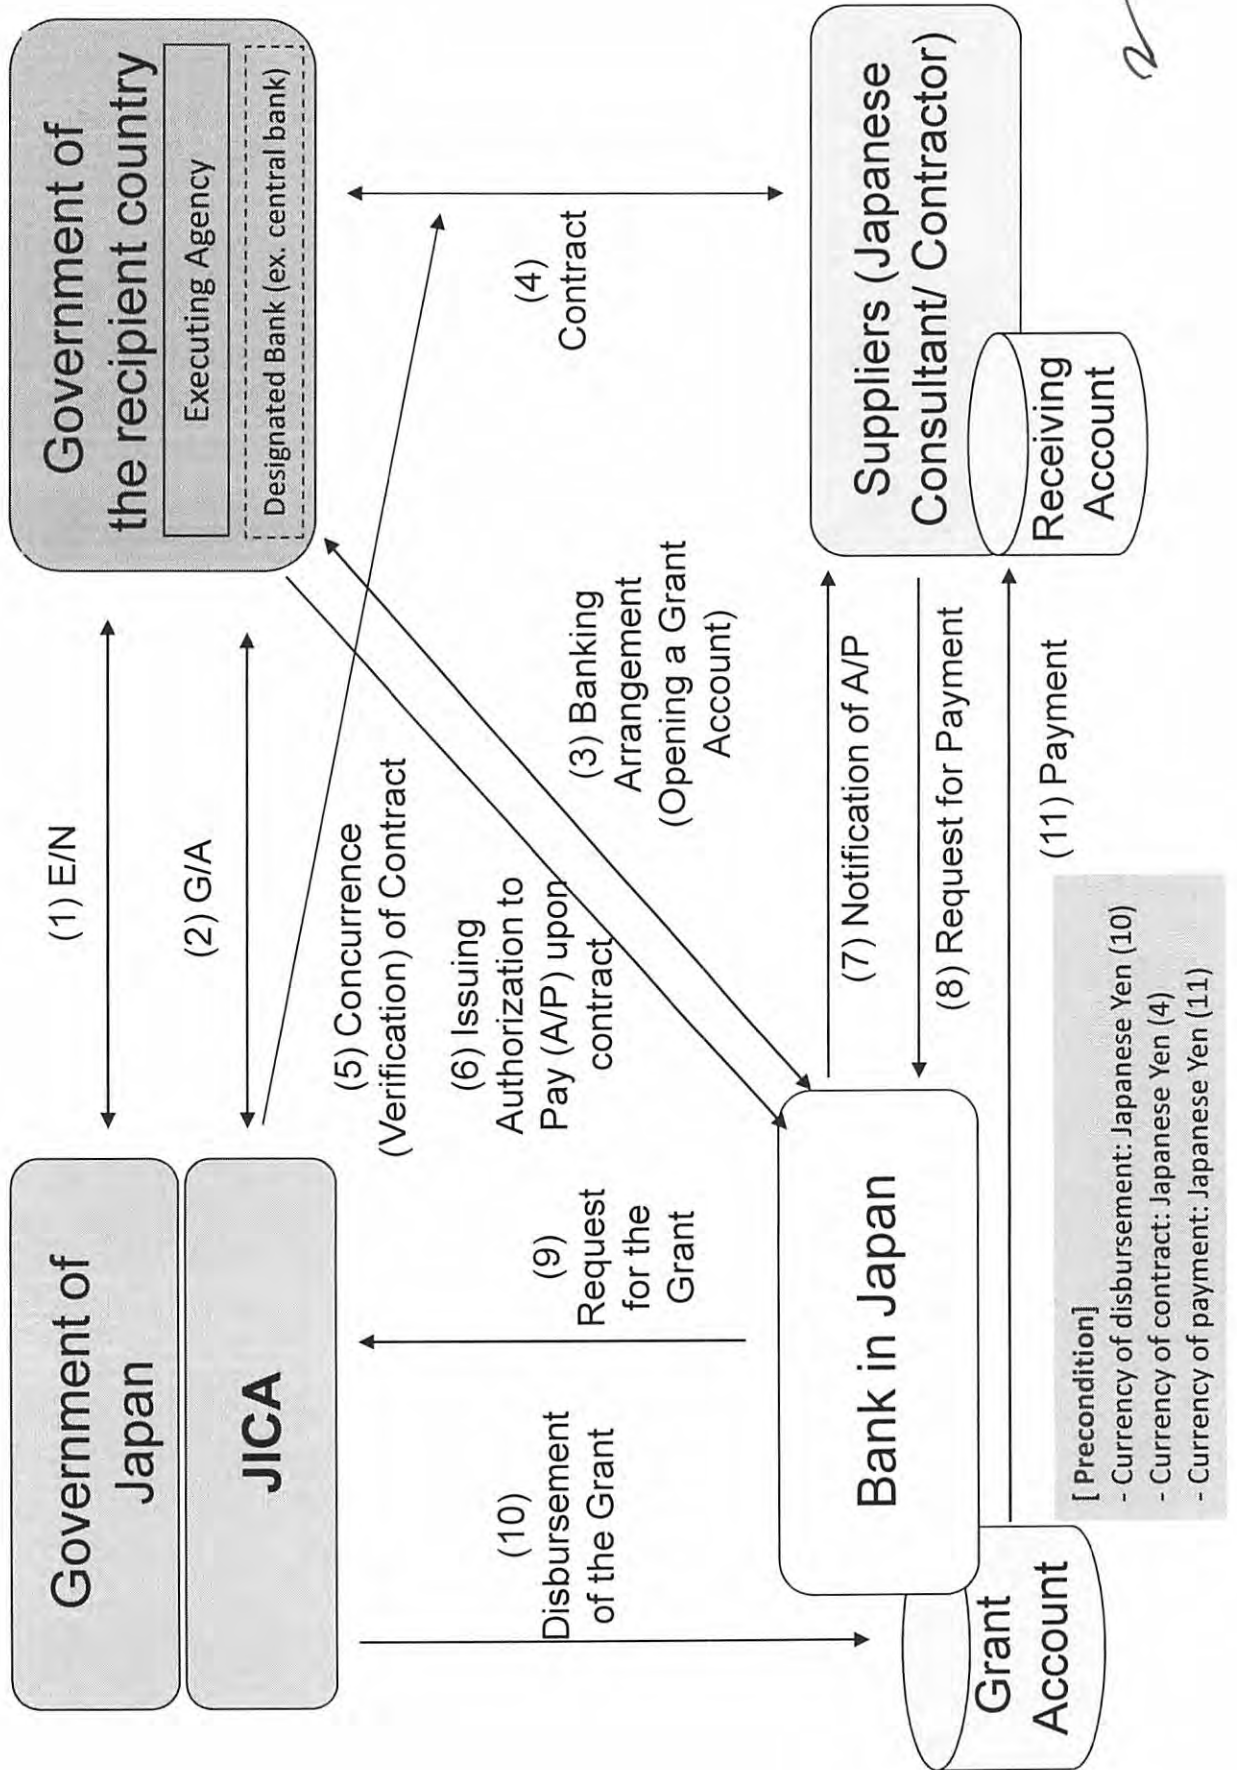 Government of
Japan
JICA
(1) E/N
(2) G/A
Government of
the recipient country
Executing Agency
Designated Bank (ex. central bank)
(5) Concurrence
(Verification) of Contract
(6) Issuing
Authorization to
Pay (A/P) upon
contract
(3) Banking
Arrangement
(Opening a Grant
Account)
(4)
Contract
(9)
Request
for the
Grant
(10)
Disbursement
of the Grant
Bank in Japan
Grant
Account
(7) Notification of A/P
(8) Request for Payment
(11) Payment
Suppliers (Japanese
Consultant/ Contractor)
Receiving
Account
[ Precondition]
- Currency of disbursement: Japanese Yen (10)
- Currency of contract: Japanese Yen (4)
- Currency of payment: Japanese Yen (11)